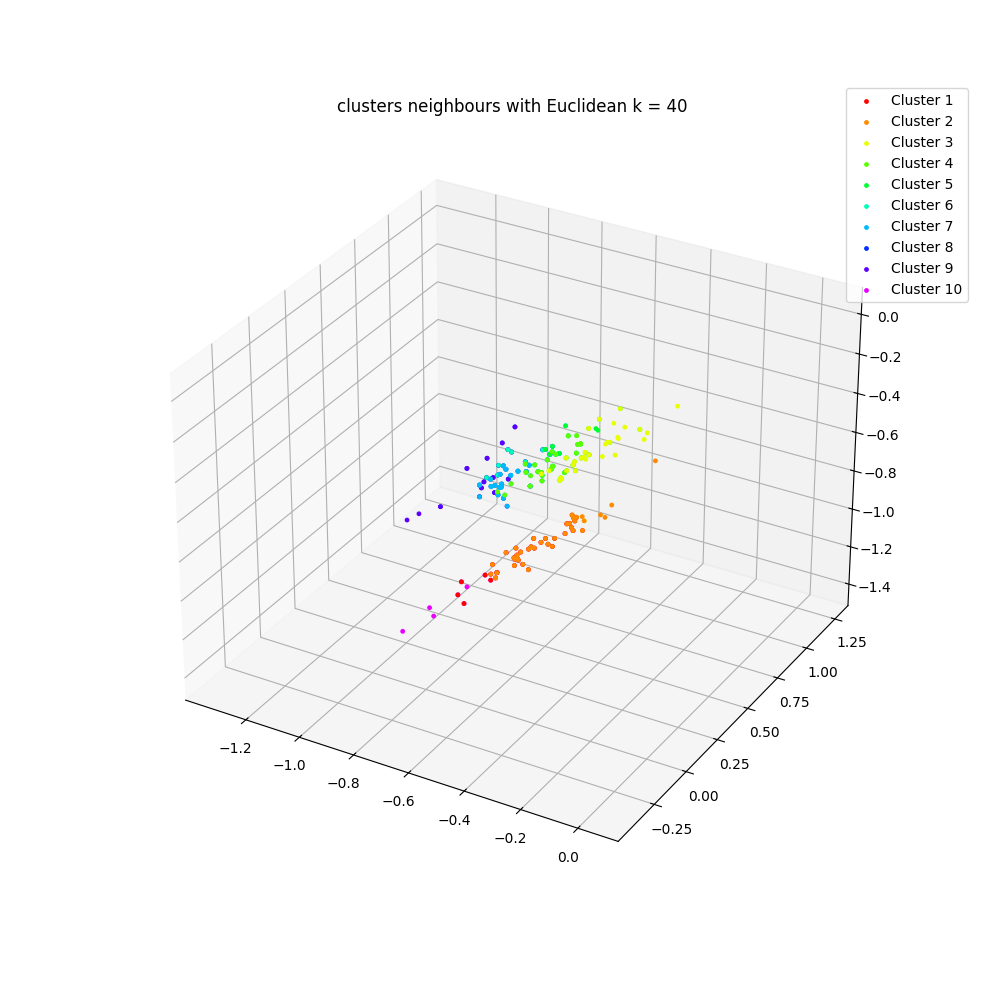 clusters neighbours with Euclidean k = 40
Cluster 1
Cluster 2
Cluster 3
Cluster 4
Cluster 5
Cluster 6
Cluster 7
Cluster 8
Cluster 9
Cluster 10
0.0
−0.2
−0.4
−0.6
−0.8
−1.0
−1.2
−1.4
1.25
1.00
0.75
0.50
0.25
0.00
−0.25
−1.2
−1.0
−0.8
−0.6
−0.4
−0.2
0.0